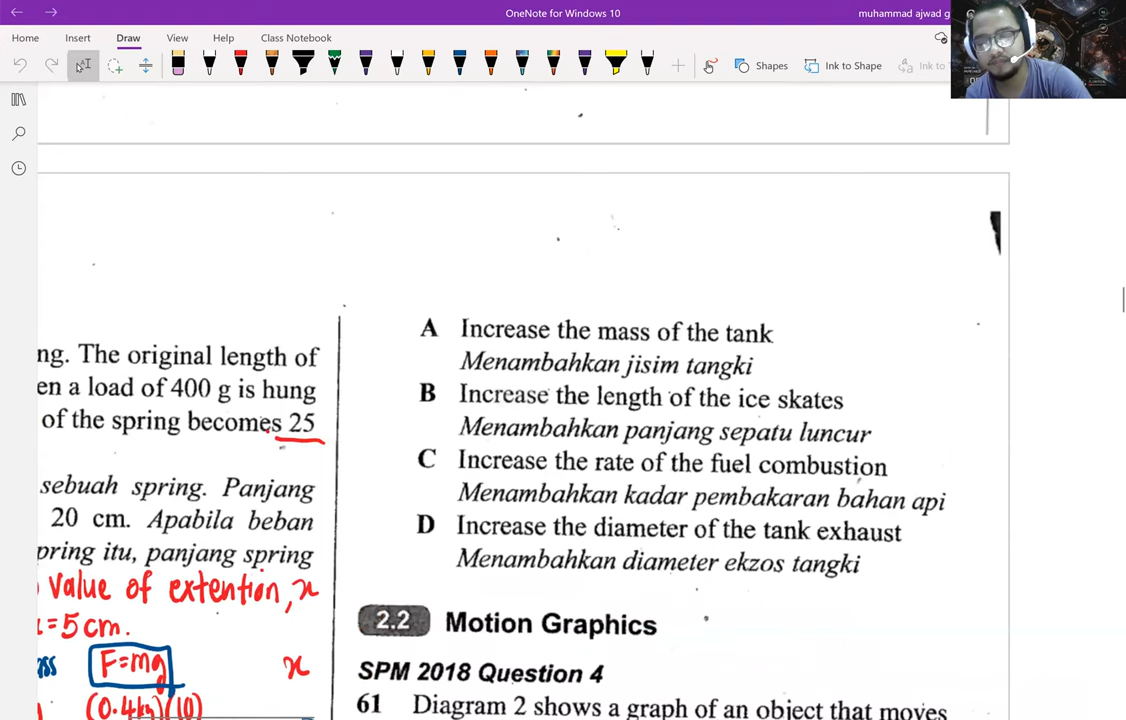 OneNote for Windows 10
muhammad ajwad g
Home
Insert
Draw
View
Help
Class Notebook
Shapes
Ink to Shape
Ink to
ng. The original length of
en a load of 400 g is hung
of the spring becomes 25
sebuah spring. Panjang
20 cm. Apabila beban
pring itu, panjang spring
value of extention, x
= 5 cm.
F=mg
x
(0.4kg)(10)
A Increase the mass of the tank
Menambahkan jisim tangki
B Increase the length of the ice skates
Menambahkan panjang sepatu luncur
C Increase the rate of the fuel combustion
Menambahkan kadar pembakaran bahan api
D Increase the diameter of the tank exhaust
Menambahkan diameter ekzos tangki
2.2 Motion Graphics
SPM 2018 Question 4
61 Diagram 2 shows a graph of an object that moves